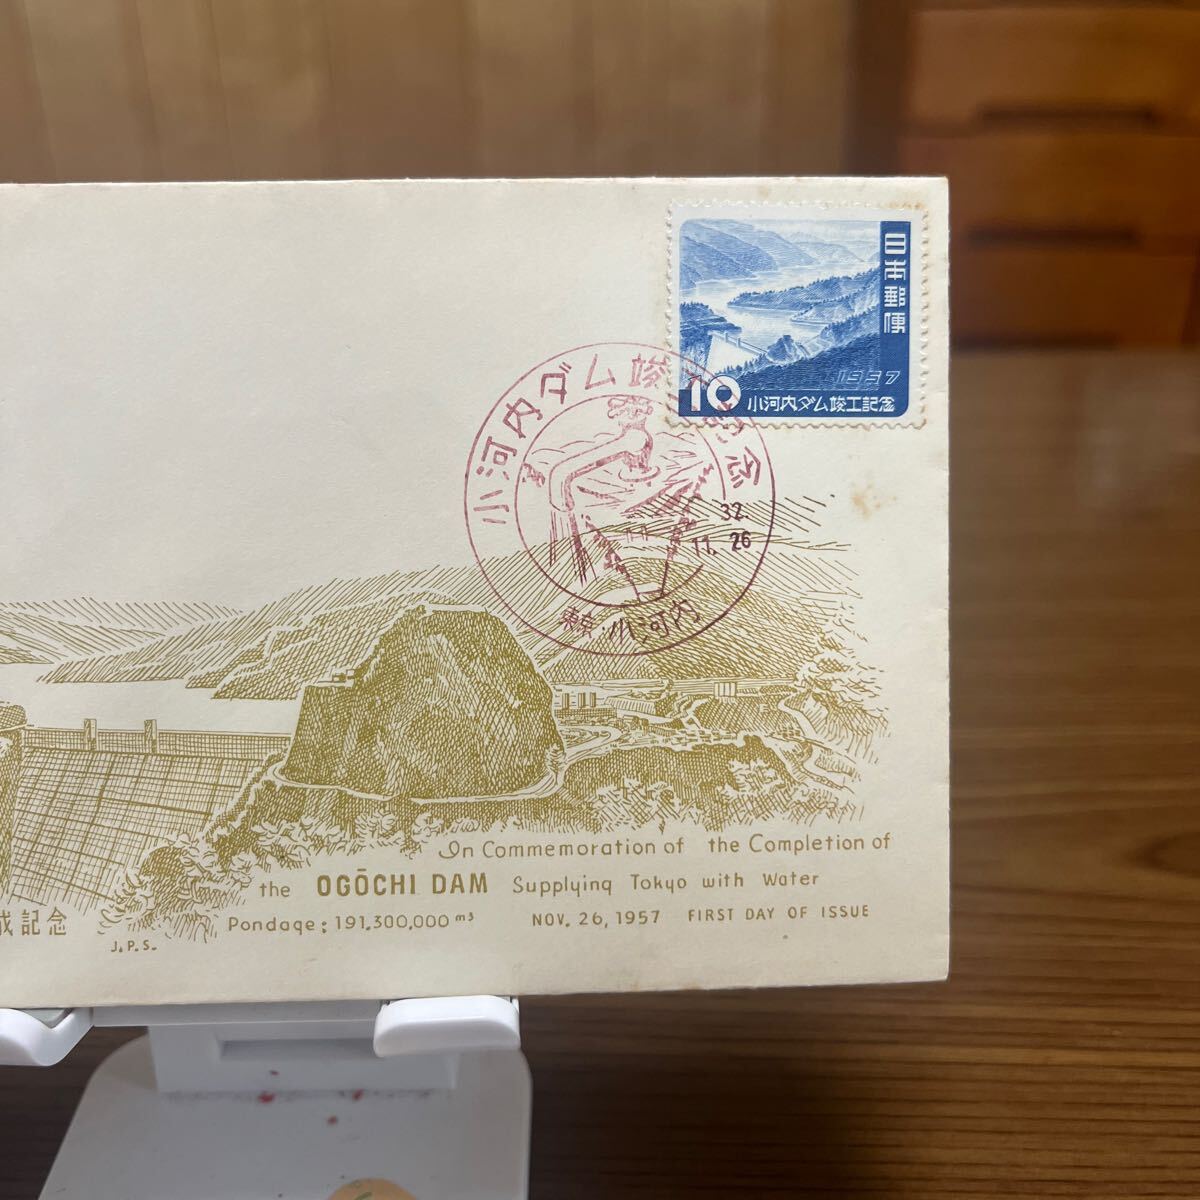 日本郵便
1957
10 小河内ダム竣工記念
小河内ダム竣工記念
32.
11. 26
東京・小河内
In Commemoration of the Completion of
the OGŌCHI DAM Supplying Tokyo with Water
成記念 Pondage: 191.300,000 m3 NOV. 26, 1957 FIRST DAY OF ISSUE
J.P.S.